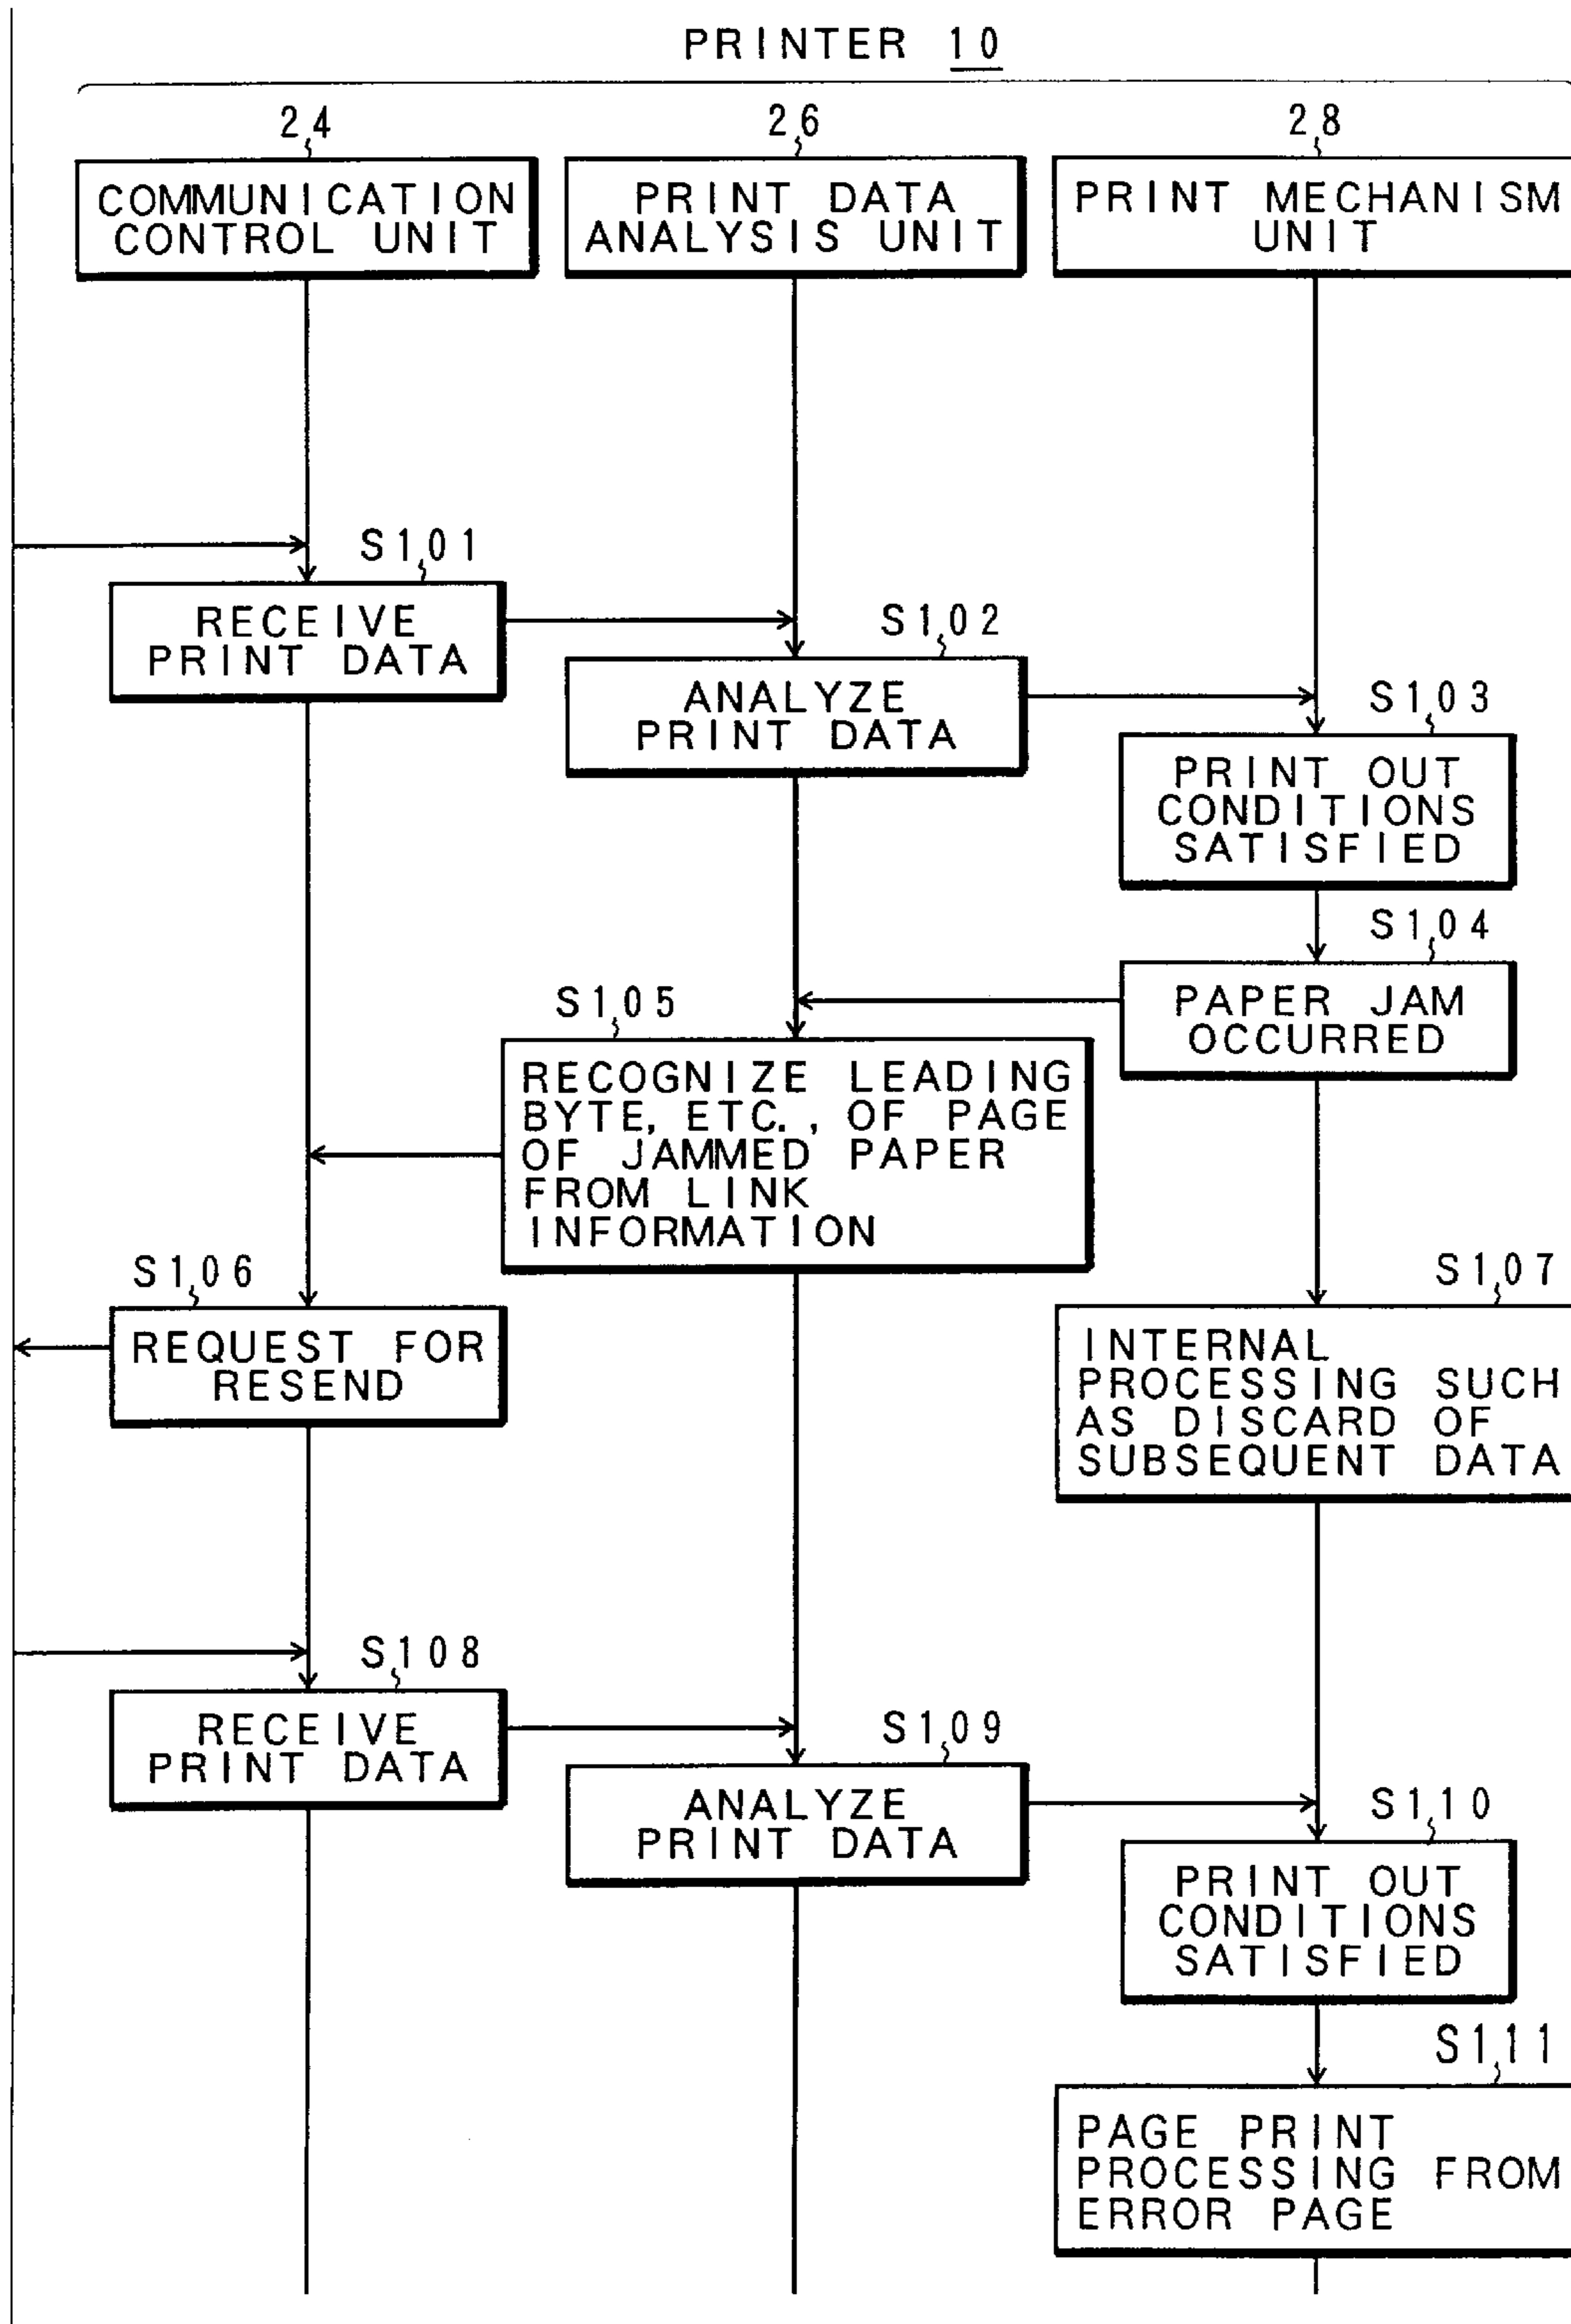 PRINTER 10
24
COMMUNICATION
CONTROL UNIT
26
PRINT DATA
ANALYSIS UNIT
28
PRINT MECHANISM
UNIT
S101
RECEIVE
PRINT DATA
S102
ANALYZE
PRINT DATA
S103
PRINT OUT
CONDITIONS
SATISFIED
S104
PAPER JAM
OCCURRED
S105
RECOGNIZE LEADING
BYTE, ETC., OF PAGE
OF JAMMED PAPER
FROM LINK
INFORMATION
S106
REQUEST FOR
RESEND
S107
INTERNAL
PROCESSING SUCH
AS DISCARD OF
SUBSEQUENT DATA
S108
RECEIVE
PRINT DATA
S109
ANALYZE
PRINT DATA
S110
PRINT OUT
CONDITIONS
SATISFIED
S111
PAGE PRINT
PROCESSING FROM
ERROR PAGE